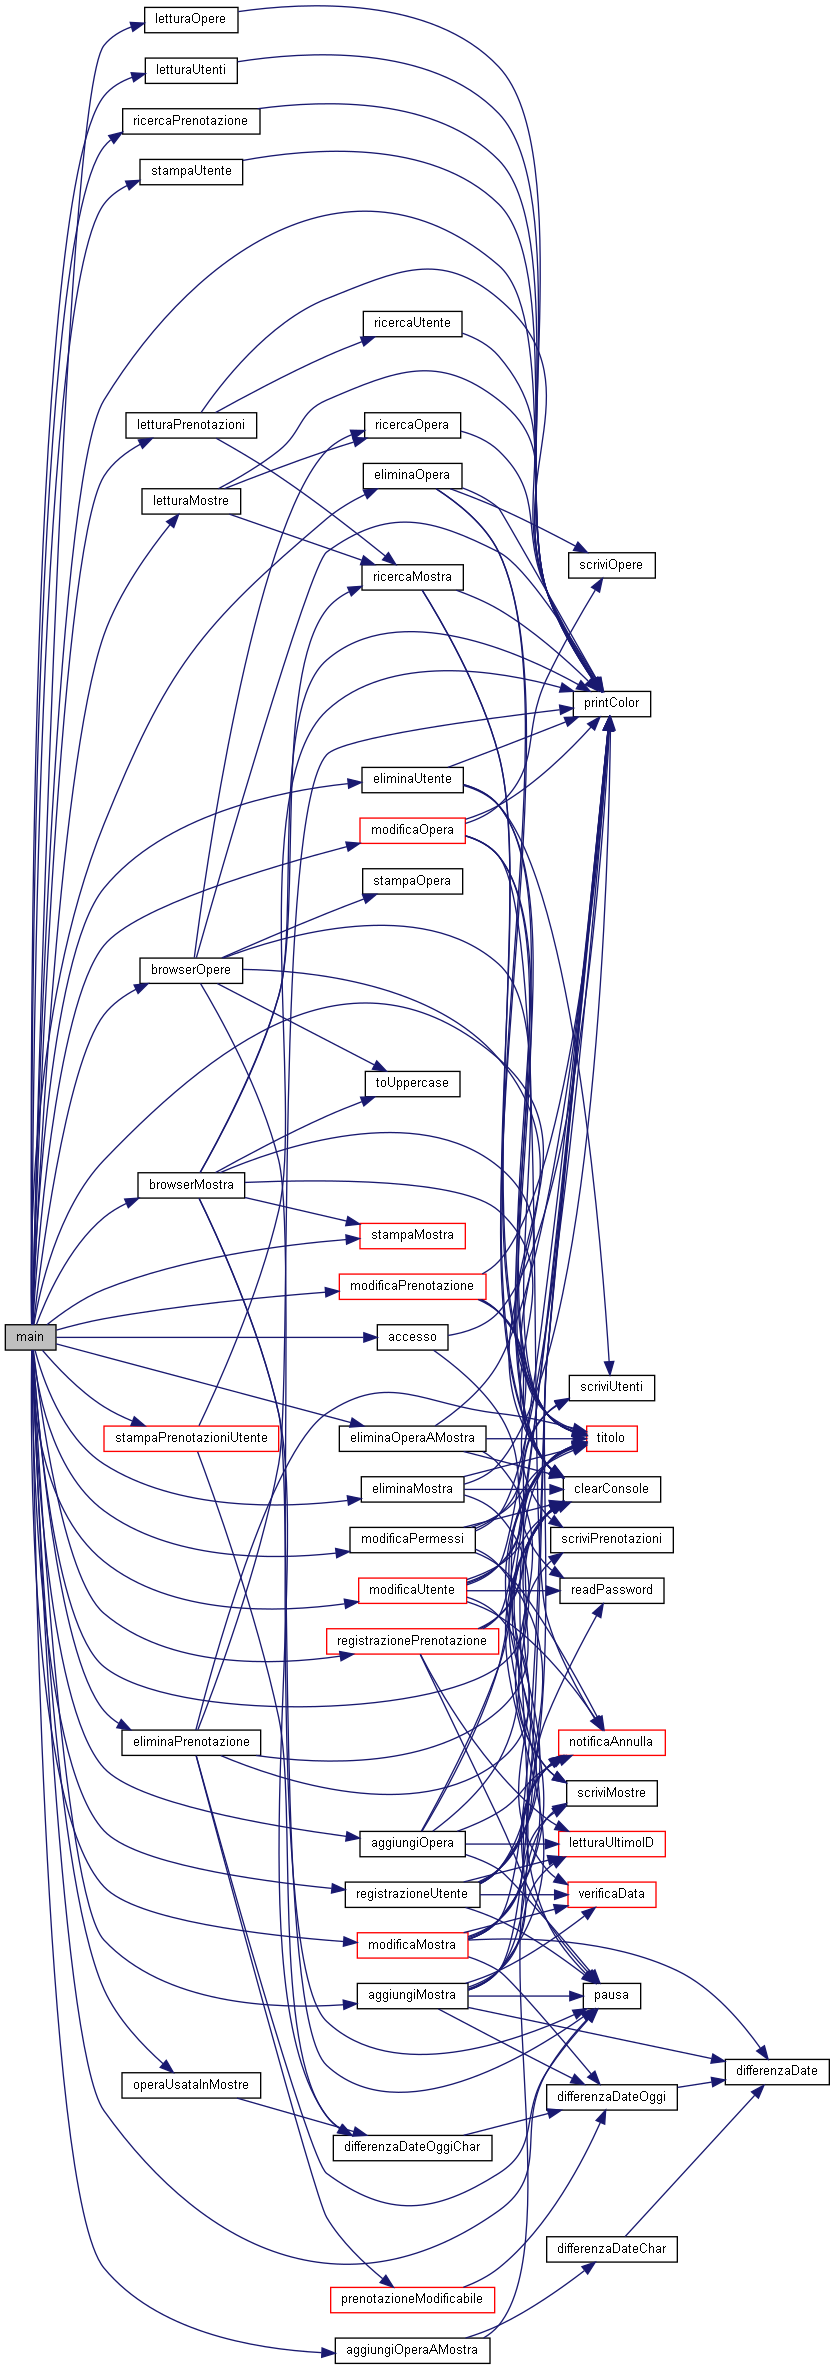 letturaOpere
letturaUtenti
ricercaPrenotazione
stampaUtente
ricercaUtente
letturaPrenotazioni
ricercaOpera
eliminaOpera
letturaMostre
scriviOpere
ricercaMostra
printColor
eliminaUtente
modificaOpera
stampaOpera
browserOpere
toUppercase
browserMostra
stampaMostra
modificaPrenotazione
main
accesso
scriviUtenti
stampaPrenotazioniUtente
eliminaOperaAMostra
titolo
eliminaMostra
clearConsole
modificaPermessi
scriviPrenotazioni
modificaUtente
readPassword
registrazionePrenotazione
eliminaPrenotazione
notificaAnnulla
scriviMostre
aggiungiOpera
letturaUltimoID
registrazioneUtente
verificaData
modificaMostra
aggiungiMostra
pausa
differenzaDate
operaUsataInMostre
differenzaDateOggi
differenzaDateOggiChar
differenzaDateChar
prenotazioneModificabile
aggiungiOperaAMostra